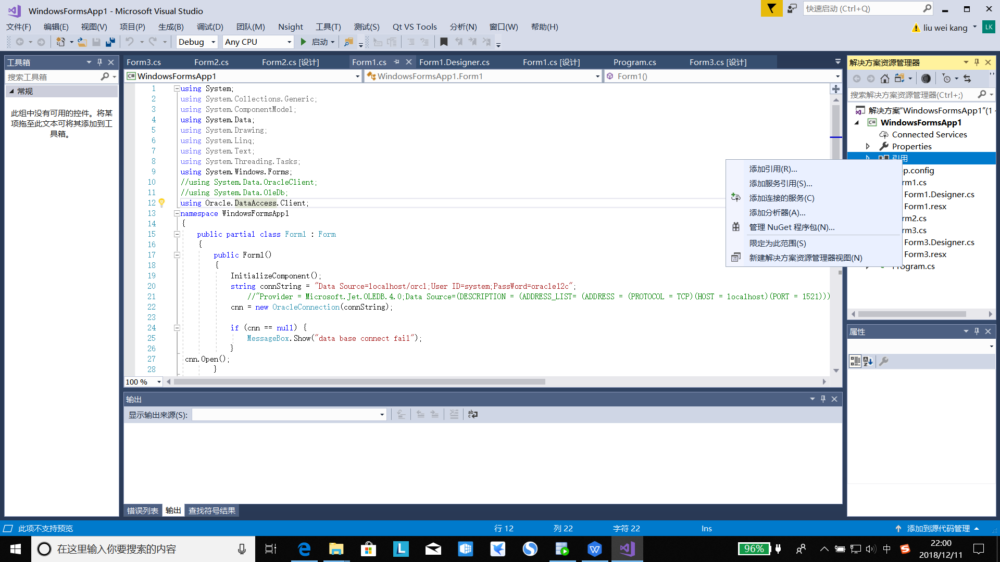 WindowsFormsApp1 - Microsoft Visual Studio
快速启动 (Ctrl+Q)
文件(F) 编辑(E) 视图(V) 项目(P) 生成(B) 调试(D) 团队(M) Nsight 工具(T) 测试(S) Qt VS Tools 分析(N) 窗口(W) 帮助(H)
liu wei kang LK
Debug Any CPU 启动
工具箱
搜索工具箱
常规
此组中没有可用的控件。将某
项拖至此文本可将其添加到工
具箱。
Form3.cs Form2.cs Form2.cs [设计] Form1.cs Form1.Designer.cs Form1.cs [设计] Program.cs Form3.cs [设计]
WindowsFormsApp1 WindowsFormsApp1.Form1 Form1()
1 using System;
2 using System.Collections.Generic;
3 using System.ComponentModel;
4 using System.Data;
5 using System.Drawing;
6 using System.Linq;
7 using System.Text;
8 using System.Threading.Tasks;
9 using System.Windows.Forms;
10 //using System.Data.OracleClient;
11 //using System.Data.OleDb;
12 using Oracle.DataAccess.Client;
13 namespace WindowsFormsApp1
14 {
15 public partial class Form1 : Form
16 {
17 public Form1()
18 {
19 InitializeComponent();
20 string connString = "Data Source=localhost/orcl;User ID=system;PassWord=oracle12c";
21 //"Provider = Microsoft.Jet.OLEDB.4.0;Data Source=(DESCRIPTION = (ADDRESS_LIST= (ADDRESS = (PROTOCOL = TCP)(HOST = localhost)(PORT = 1521)))
22 cnn = new OracleConnection(connString);
23
24 if (cnn == null) {
25 MessageBox.Show("data base connect fail");
26 }
27 cnn.Open();
28 }
100 %
输出
显示输出来源(S):
错误列表 输出 查找符号结果
解决方案资源管理器
搜索解决方案资源管理器(Ctrl+;)
解决方案"WindowsFormsApp1"(1
WindowsFormsApp1
Connected Services
Properties
引用
p.config
rm1.cs
Form1.Designer.cs
Form1.resx
rm2.cs
rm3.cs
Form3.Designer.cs
Form3.resx
Program.cs
添加引用(R)...
添加服务引用(S)...
添加连接的服务(C)
添加分析器(A)...
管理 NuGet 程序包(N)...
限定为此范围(S)
新建解决方案资源管理器视图(N)
属性
此项不支持预览 行 12 列 22 字符 22 Ins 添加到源代码管理
在这里输入你要搜索的内容
96%
中
22:00
2018/12/11